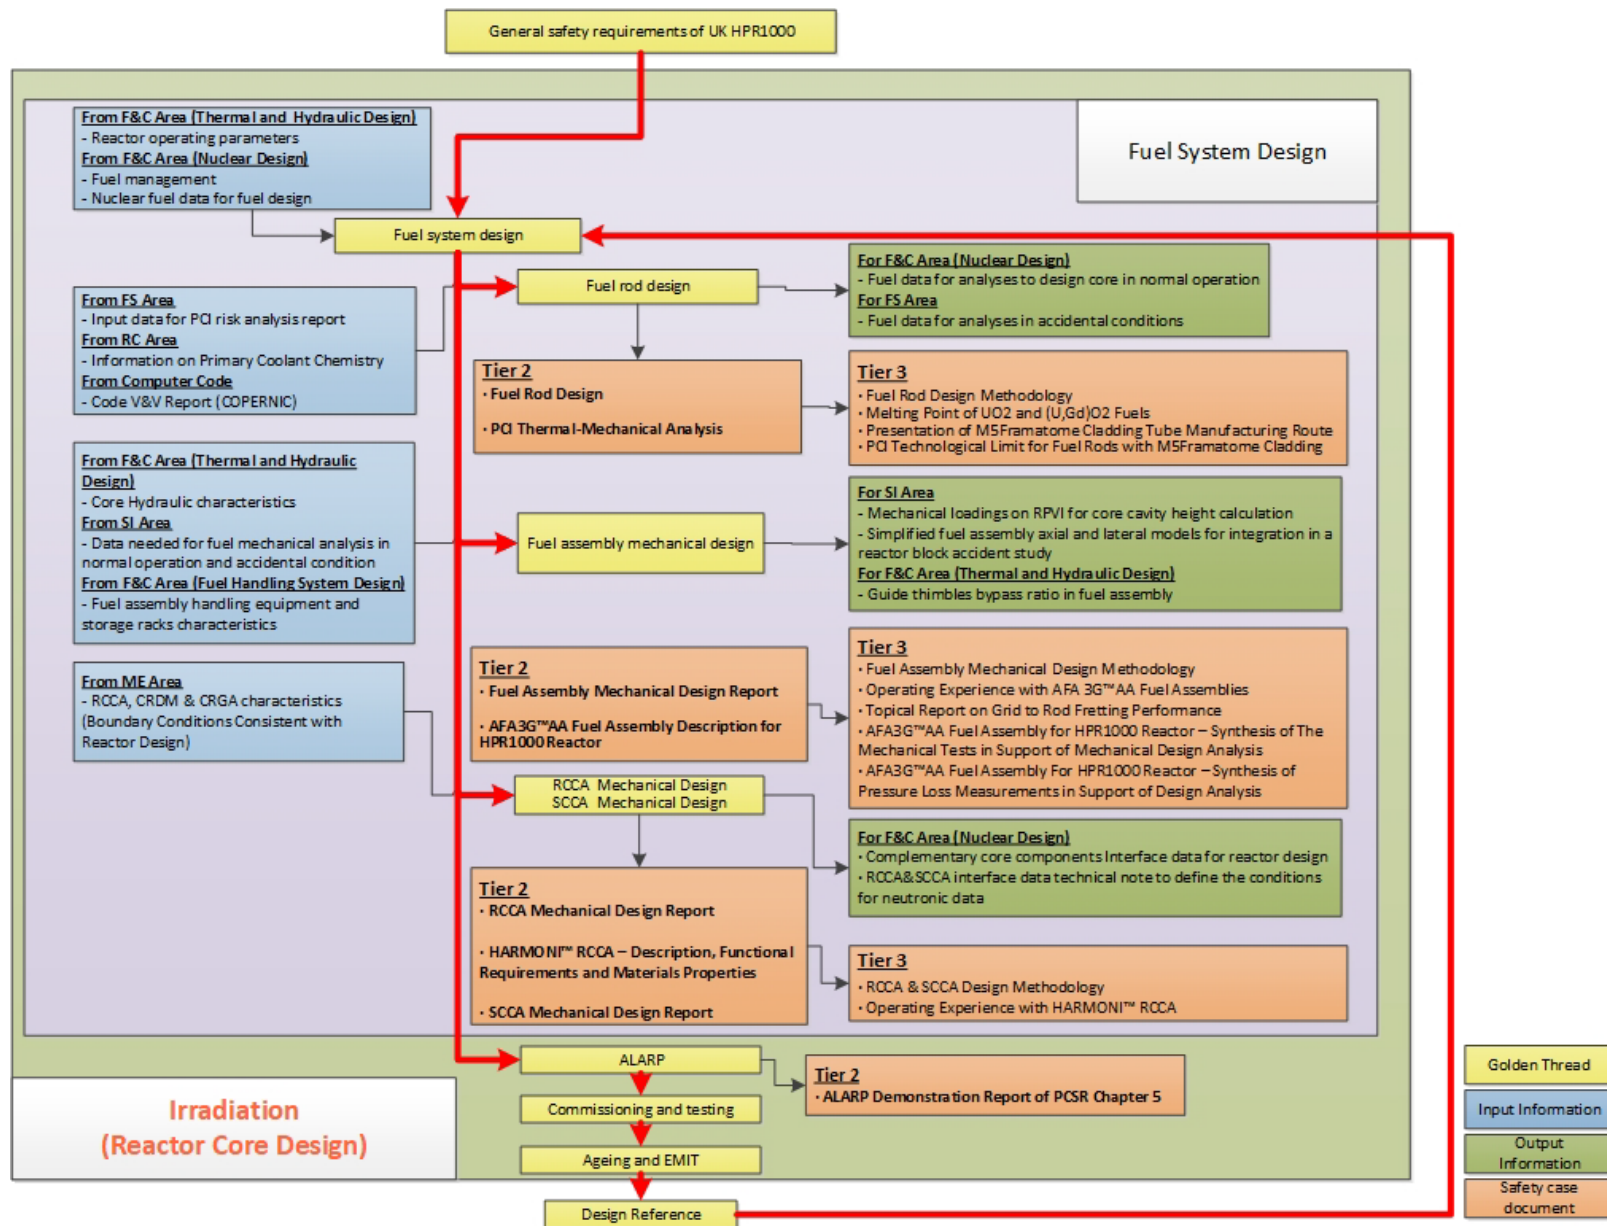 General safety requirements of UK HPR1000
Fuel System Design
From F&C Area (Thermal and Hydraulic Design)
- Reactor operating parameters
From F&C Area (Nuclear Design)
- Fuel management
- Nuclear fuel data for fuel design
Fuel system design
For F&C Area (Nuclear Design)
- Fuel data for analyses to design core in normal operation
For FS Area
- Fuel data for analyses in accidental conditions
Fuel rod design
From FS Area
- Input data for PCI risk analysis report
From RC Area
- Information on Primary Coolant Chemistry
From Computer Code
- Code V&V Report (COPERNIC)
Tier 2
· Fuel Rod Design
· PCI Thermal-Mechanical Analysis
Tier 3
· Fuel Rod Design Methodology
· Melting Point of UO2 and (U,Gd)O2 Fuels
· Presentation of M5Framatome Cladding Tube Manufacturing Route
· PCI Technological Limit for Fuel Rods with M5Framatome Cladding
From F&C Area (Thermal and Hydraulic
Design)
- Core Hydraulic characteristics
From SI Area
- Data needed for fuel mechanical analysis in
normal operation and accidental condition
From F&C Area (Fuel Handling System Design)
- Fuel assembly handling equipment and
storage racks characteristics
Fuel assembly mechanical design
For SI Area
- Mechanical loadings on RPVI for core cavity height calculation
- Simplified fuel assembly axial and lateral models for integration in a
reactor block accident study
For F&C Area (Thermal and Hydraulic Design)
- Guide thimbles bypass ratio in fuel assembly
Tier 2
· Fuel Assembly Mechanical Design Report
· AFA3G™AA Fuel Assembly Description for
HPR1000 Reactor
Tier 3
· Fuel Assembly Mechanical Design Methodology
· Operating Experience with AFA 3G™AA Fuel Assemblies
· Topical Report on Grid to Rod Fretting Performance
· AFA3G™AA Fuel Assembly for HPR1000 Reactor – Synthesis of The
Mechanical Tests in Support of Mechanical Design Analysis
· AFA3G™AA Fuel Assembly For HPR1000 Reactor – Synthesis of
Pressure Loss Measurements in Support of Design Analysis
From ME Area
- RCCA, CRDM & CRGA characteristics
(Boundary Conditions Consistent with
Reactor Design)
RCCA Mechanical Design
SCCA Mechanical Design
For F&C Area (Nuclear Design)
· Complementary core components Interface data for reactor design
· RCCA&SCCA interface data technical note to define the conditions
for neutronic data
Tier 2
· RCCA Mechanical Design Report
· HARMONI™ RCCA – Description, Functional
Requirements and Materials Properties
· SCCA Mechanical Design Report
Tier 3
· RCCA & SCCA Design Methodology
· Operating Experience with HARMONI™ RCCA
ALARP
Tier 2
· ALARP Demonstration Report of PCSR Chapter 5
Commissioning and testing
Ageing and EMIT
Design Reference
Irradiation
(Reactor Core Design)
Golden Thread
Input Information
Output
Information
Safety case
document